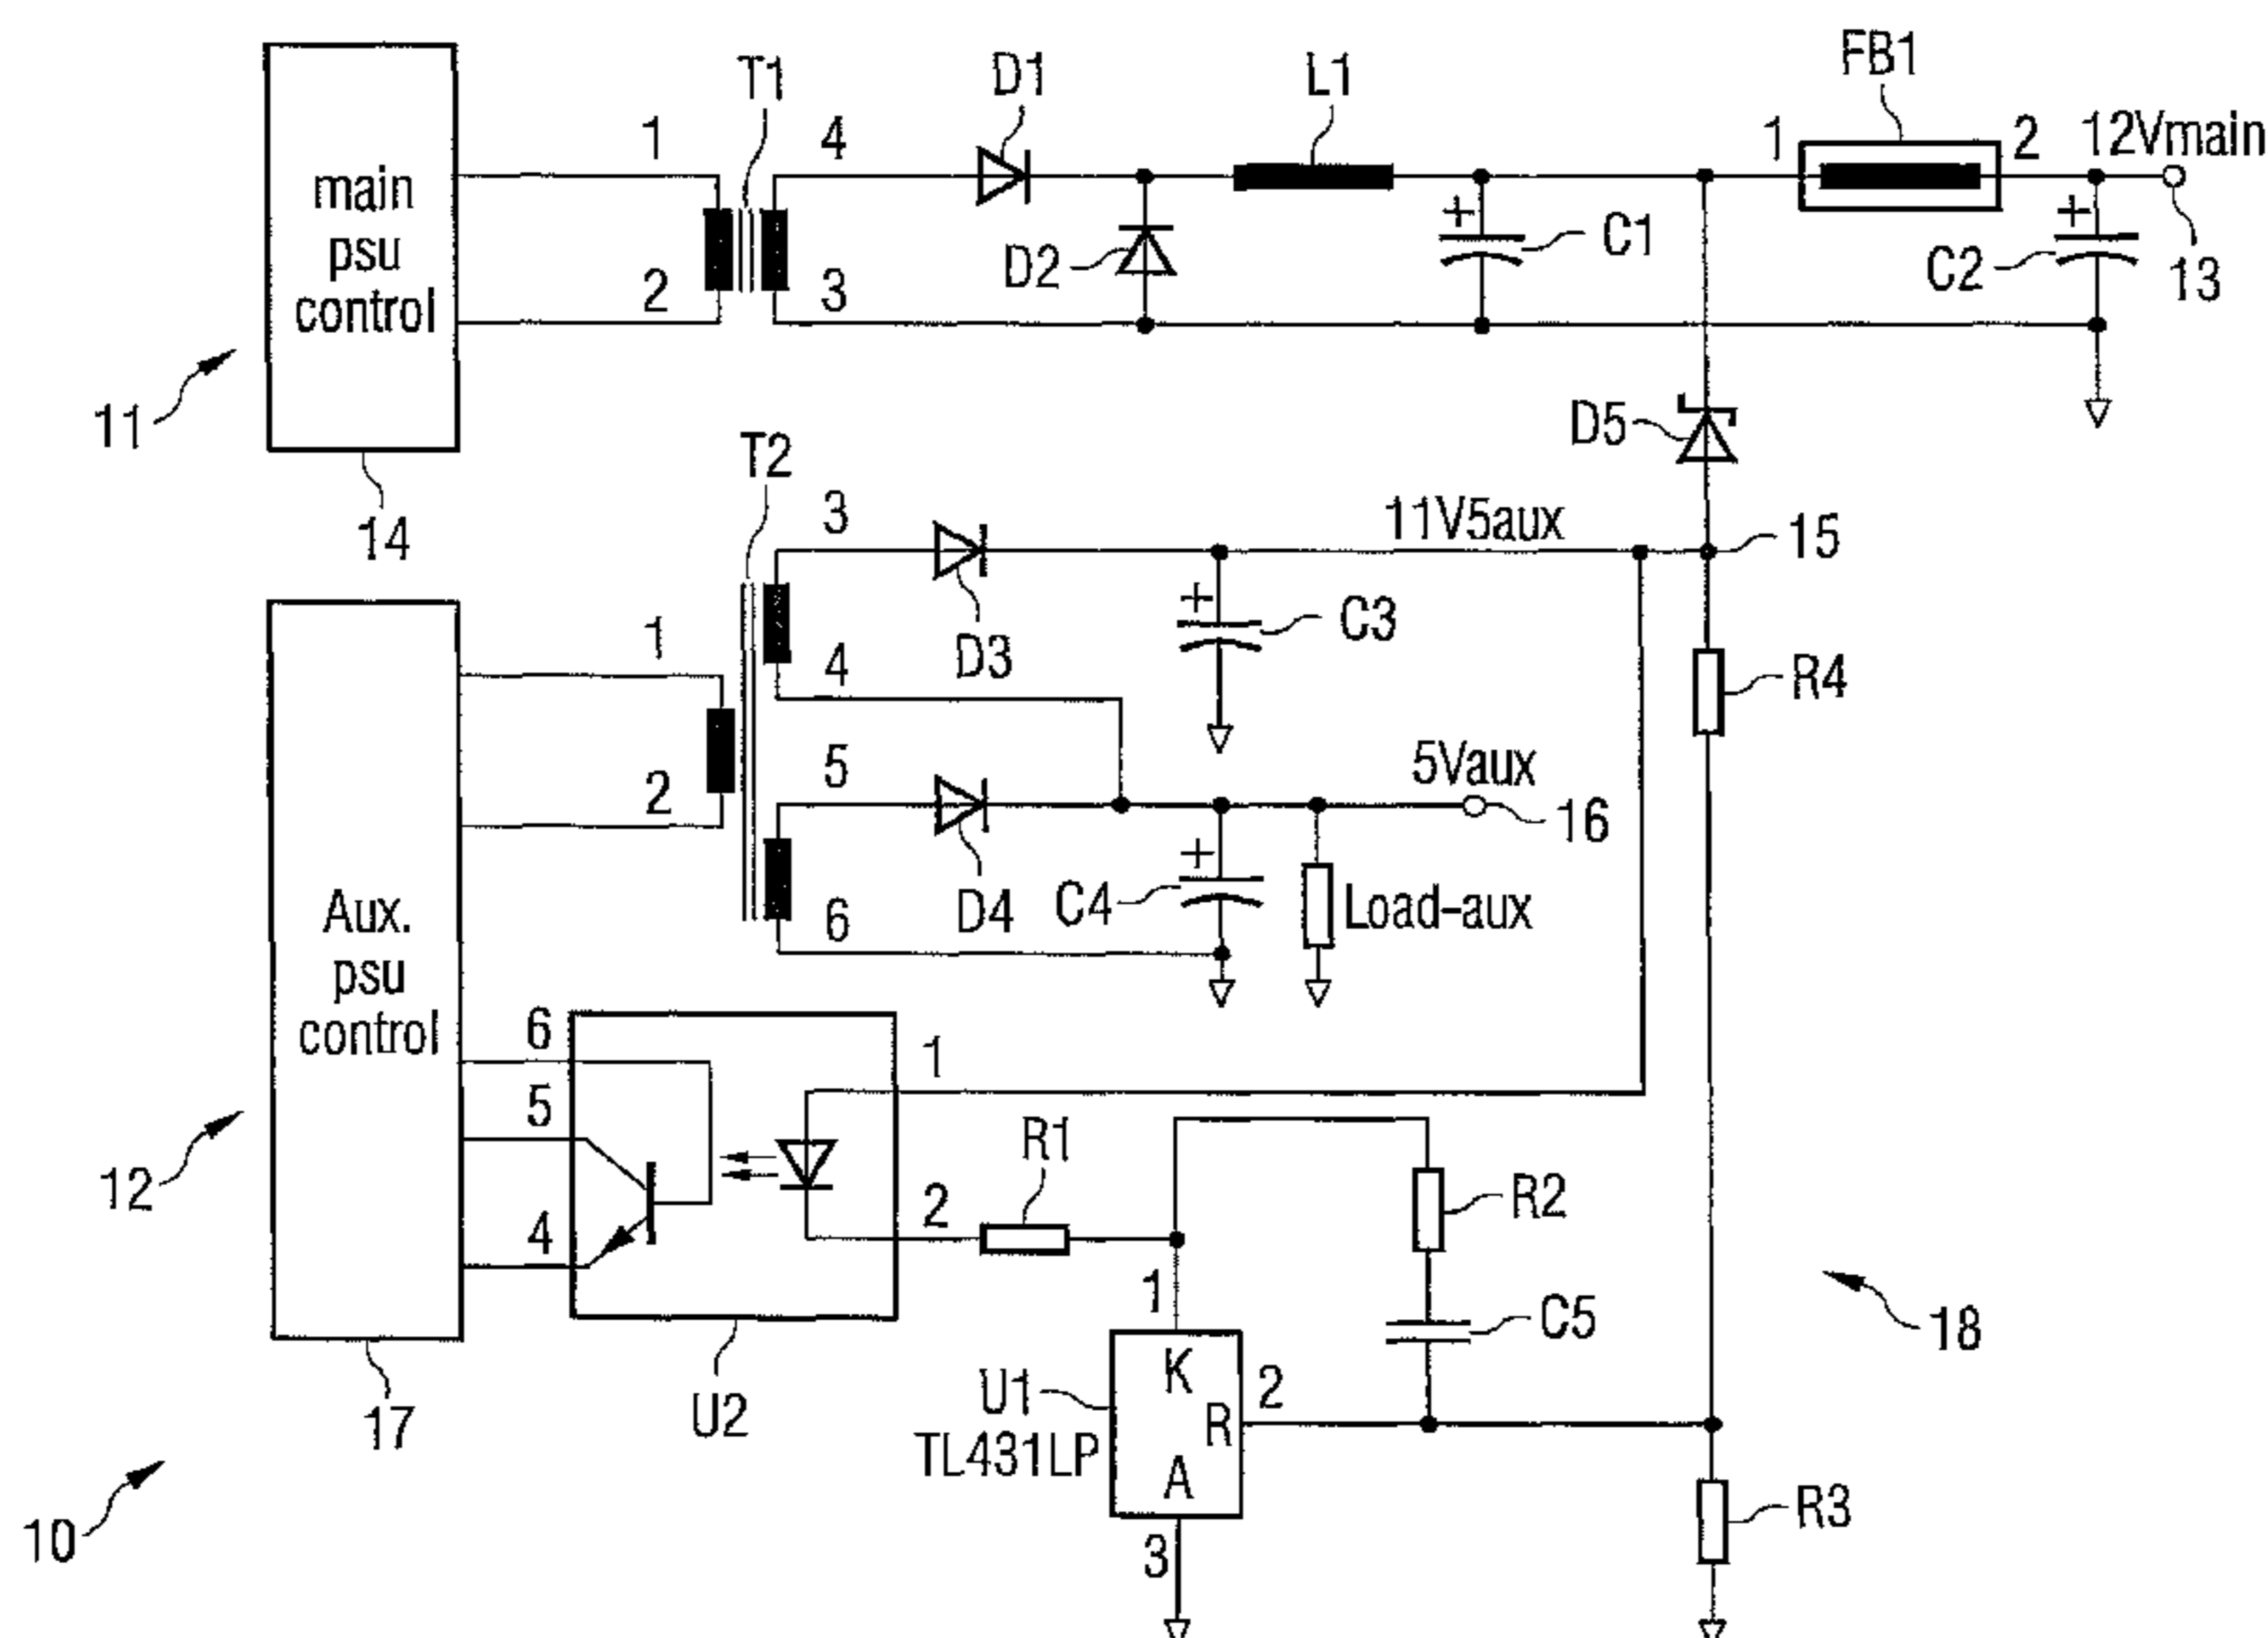 FB1
T1
D1
L1
1
4
1
2
12Vmain
main
psu
control
D2
C1
C2
13
2
3
11
D5
14
T2
3
11V5aux
15
1
D3
C3
4
R4
5
5Vaux
2
16
Aux.
psu
control
D4
C4
Load-aux
6
6
1
5
R1
12
2
R2
4
1
C5
18
K
U1
2
R
TL431LP
A
17
U2
3
R3
10